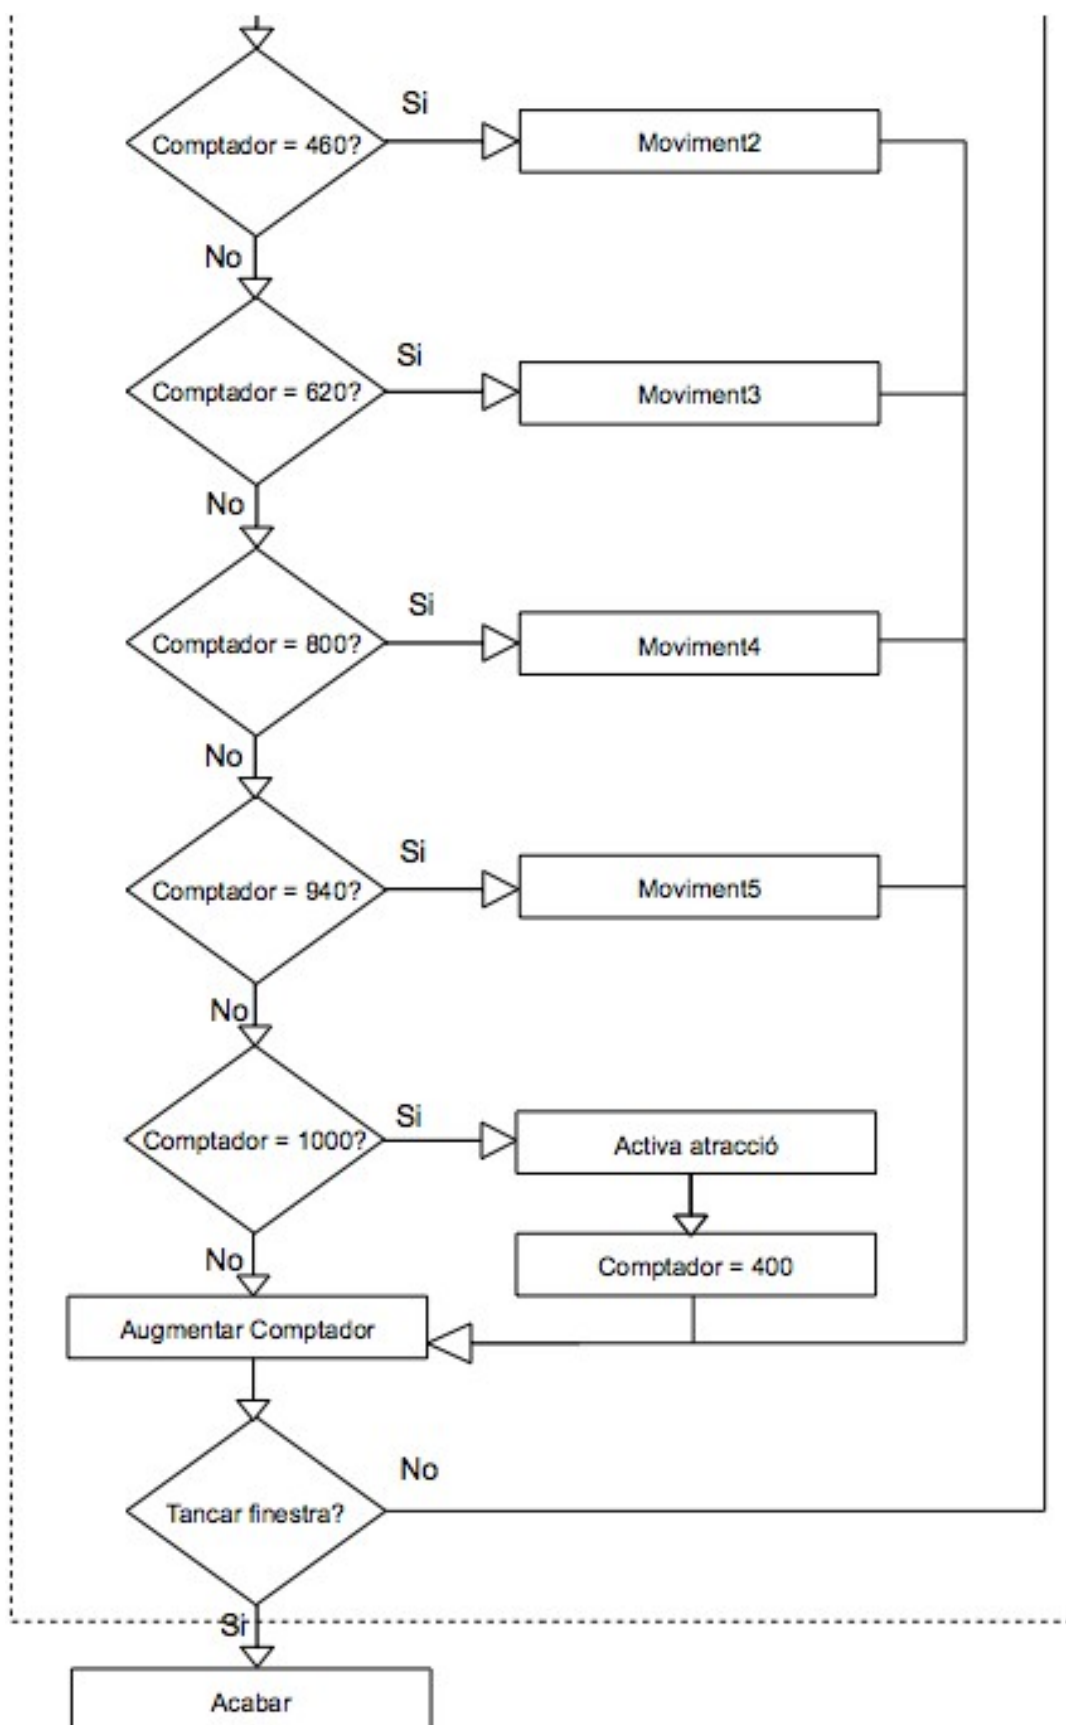 Si
Comptador = 460?
Moviment2
No
Si
Comptador = 620?
Moviment3
No
Si
Comptador = 800?
Moviment4
No
Si
Comptador = 940?
Moviment5
No
Si
Comptador = 1000?
Activa atracció
No
Comptador = 400
Augmentar Comptador
No
Tancar finestra?
Si
Acabar